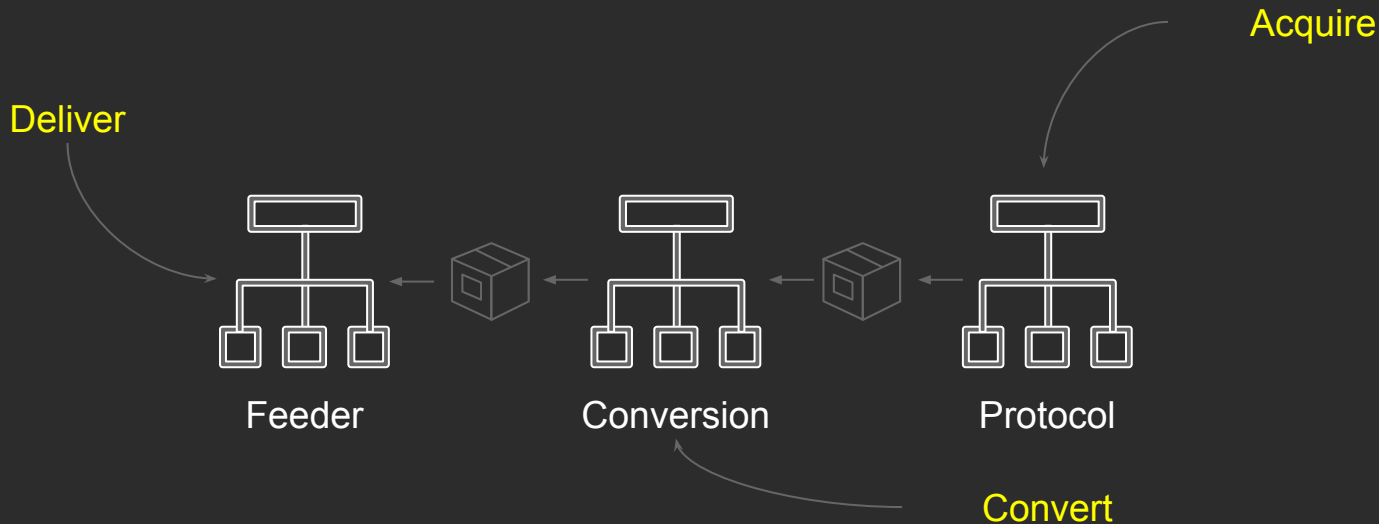 Acquire
Deliver
Feeder
Conversion
Protocol
Convert